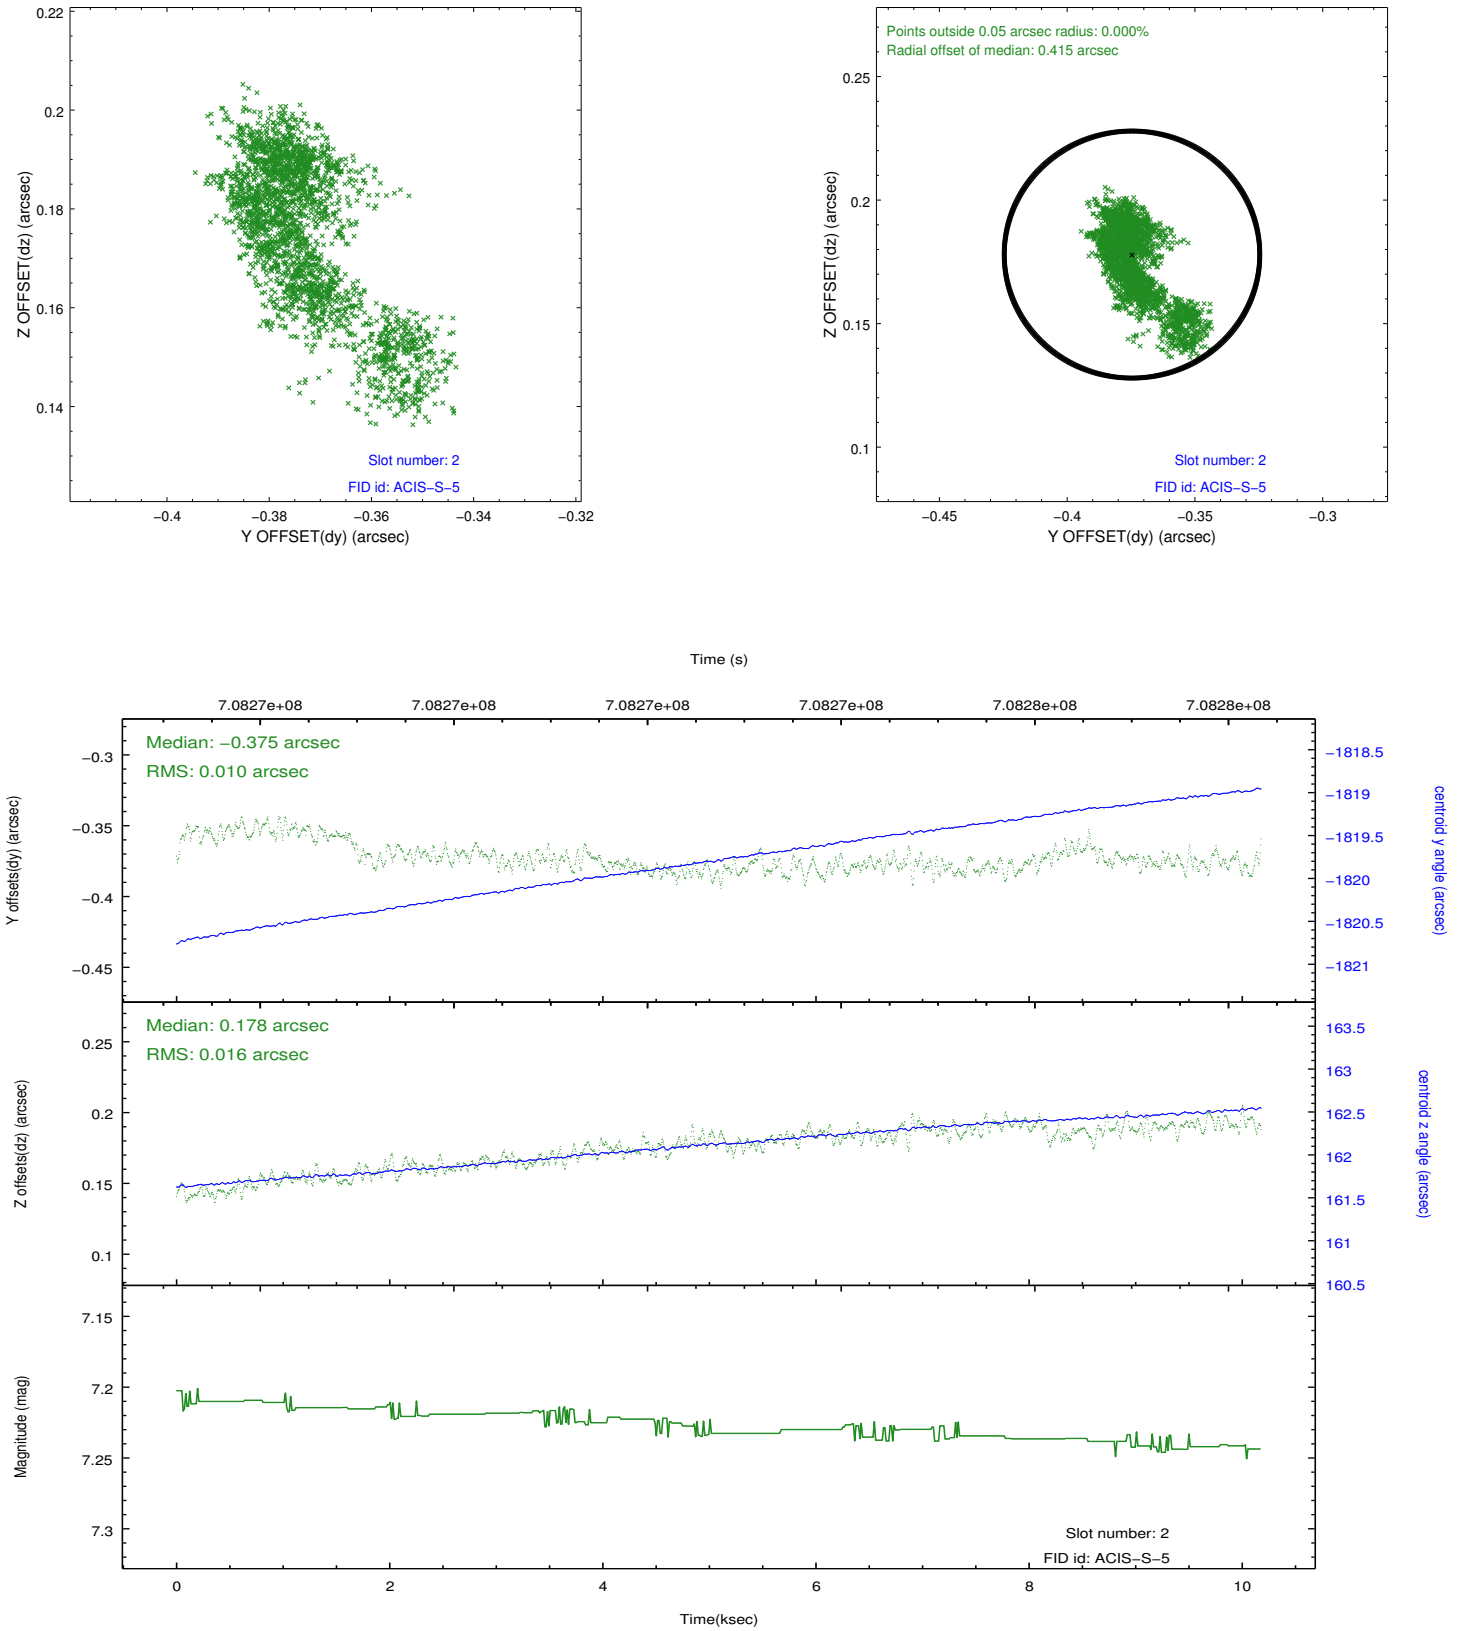 0.22
0.2
0.18
0.16
0.14
Z OFFSET(dz) (arcsec)
Slot number: 2
FID id: ACIS−S−5
−0.4
−0.38
−0.36
−0.34
−0.32
Y OFFSET(dy) (arcsec)
Points outside 0.05 arcsec radius: 0.000%
Radial offset of median: 0.415 arcsec
0.25
0.2
0.15
0.1
Z OFFSET(dz) (arcsec)
Slot number: 2
FID id: ACIS−S−5
−0.45
−0.4
−0.35
−0.3
Y OFFSET(dy) (arcsec)
Time (s)
7.0827e+08
7.0827e+08
7.0827e+08
7.0827e+08
7.0828e+08
7.0828e+08
Median: −0.375 arcsec
RMS: 0.010 arcsec
−0.3
−0.35
−0.4
−0.45
Y offsets(dy) (arcsec)
−1818.5
−1819
−1819.5
−1820
−1820.5
−1821
centroid y angle (arcsec)
Median: 0.178 arcsec
RMS: 0.016 arcsec
0.25
0.2
0.15
0.1
Z offsets(dz) (arcsec)
163.5
163
162.5
162
161.5
161
160.5
centroid z angle (arcsec)
7.15
7.2
7.25
7.3
Magnitude (mag)
Slot number: 2
FID id: ACIS−S−5
0
2
4
6
8
10
Time(ksec)